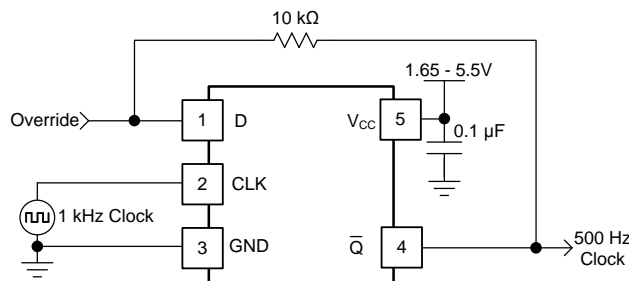 10 kΩ
1.65 - 5.5V
Override
1
D
V_CC
5
0.1 µF
2
CLK
1 kHz Clock
3
GND
Q̅
4
500 Hz
Clock